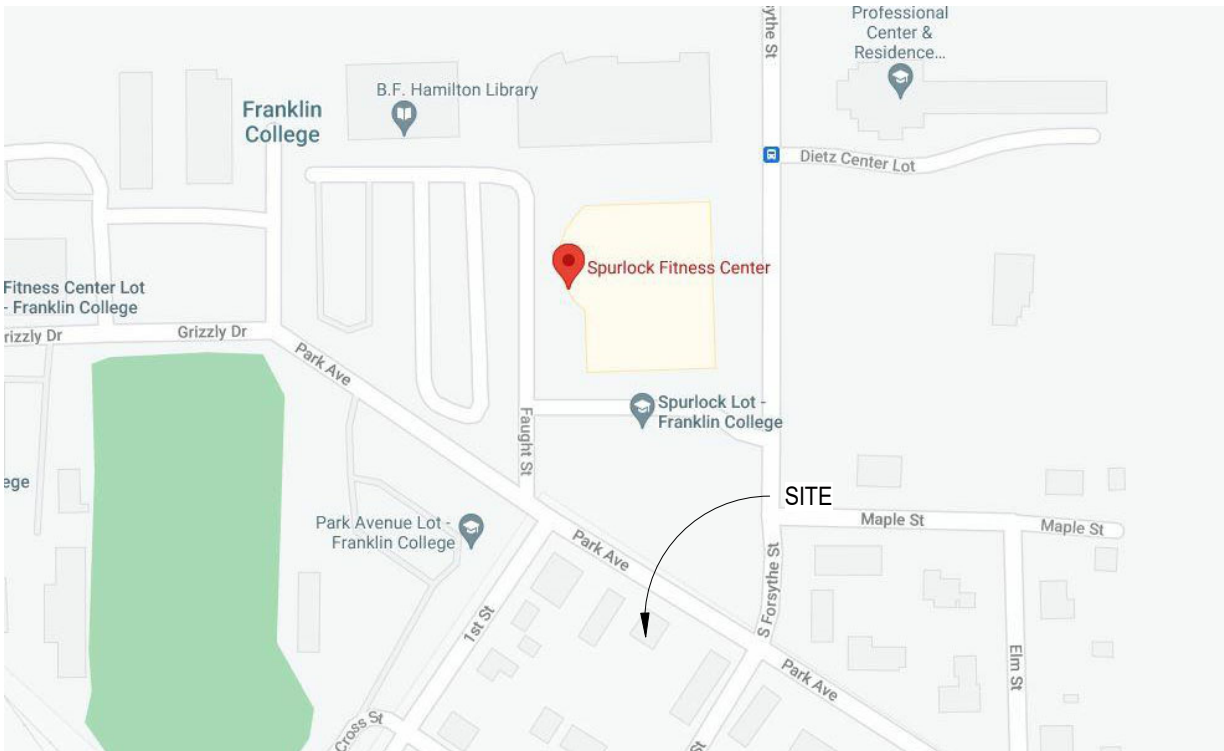 Professional
Center &
Residence...
ythe St
B.F. Hamilton Library
Franklin
College
Dietz Center Lot
Spurlock Fitness Center
Fitness Center Lot
- Franklin College
rizzly Dr
Grizzly Dr
Park Ave
Spurlock Lot -
Franklin College
Faught St
ege
SITE
Maple St
Maple St
Park Avenue Lot -
Franklin College
Park Ave
S Forsythe St
1st St
Elm St
Park Ave
Cross St
St